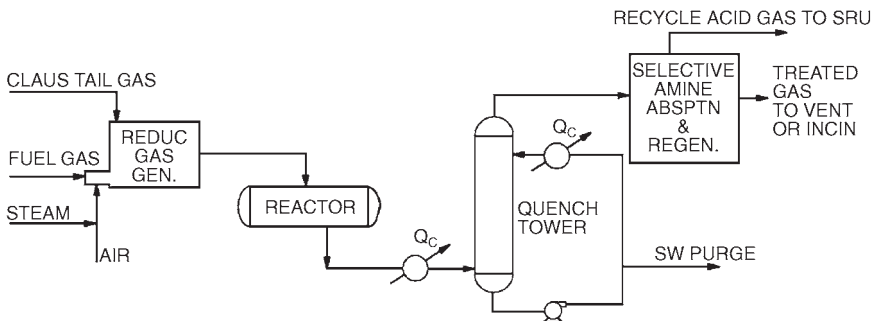 RECYCLE ACID GAS TO SRU
CLAUS TAIL GAS
SELECTIVE
AMINE
ABSPTN
&
REGEN.
TREATED
GAS
TO VENT
OR INCIN
REDUC
GAS
GEN.
FUEL GAS
STEAM
AIR
REACTOR
QC
QC
QUENCH
TOWER
SW PURGE